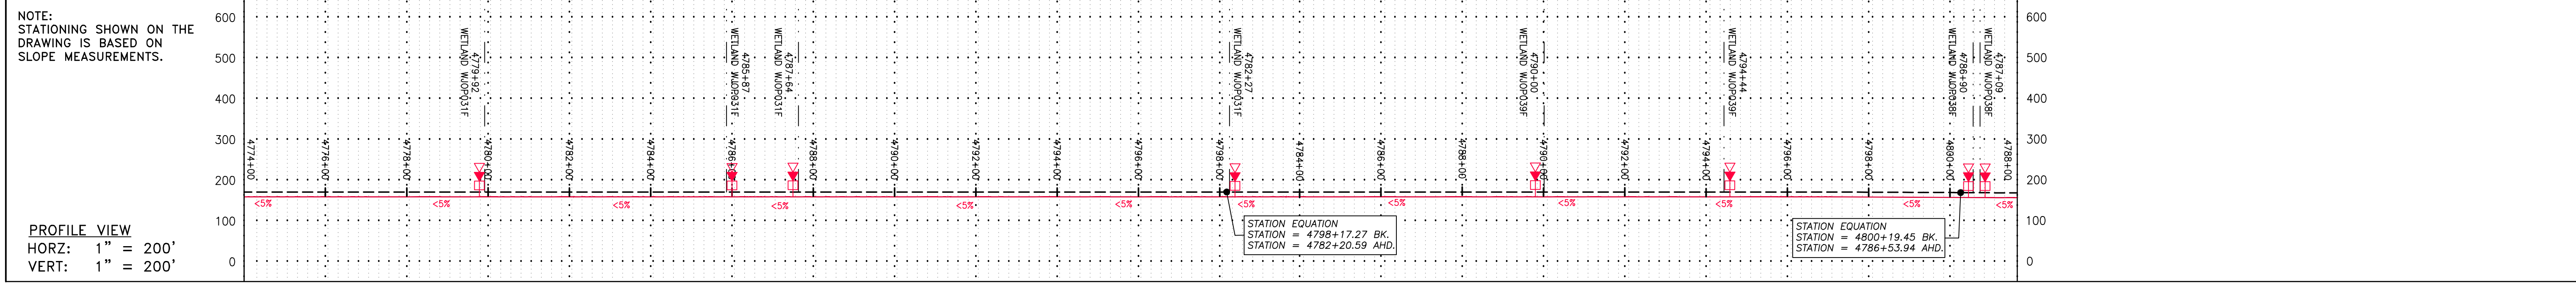 NOTE:
STATIONING SHOWN ON THE
DRAWING IS BASED ON
SLOPE MEASUREMENTS.
PROFILE VIEW
HORZ: 1" = 200'
VERT: 1" = 200'
600
500
400
300
200
100
0
WETLAND WJOP031F
4779+92
WETLAND WJOP031F
4785+87
WETLAND WJOP031F
4787+64
WETLAND WJOP031F
4782+27
WETLAND WJOP039F
4790+00
WETLAND WJOP039F
4794+44
WETLAND WJOP038F
4786+90
WETLAND WJOP038F
4787+09
4774+00
4776+00
4778+00
4780+00
4782+00
4784+00
4786+00
4788+00
4790+00
4792+00
4794+00
4796+00
4798+00
4784+00
4786+00
4788+00
4790+00
4792+00
4794+00
4796+00
4798+00
4800+00
4788+00
<5%
<5%
<5%
<5%
<5%
<5%
<5%
<5%
<5%
<5%
<5%
<5%
STATION EQUATION
STATION = 4798+17.27 BK.
STATION = 4782+20.59 AHD.
STATION EQUATION
STATION = 4800+19.45 BK.
STATION = 4786+53.94 AHD.
600
500
400
300
200
100
0